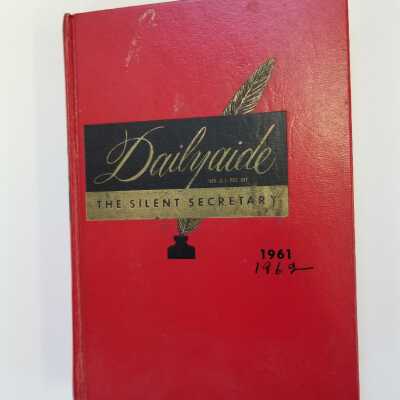 Dailyaide
THE SILENT SECRETARY
1961
1962